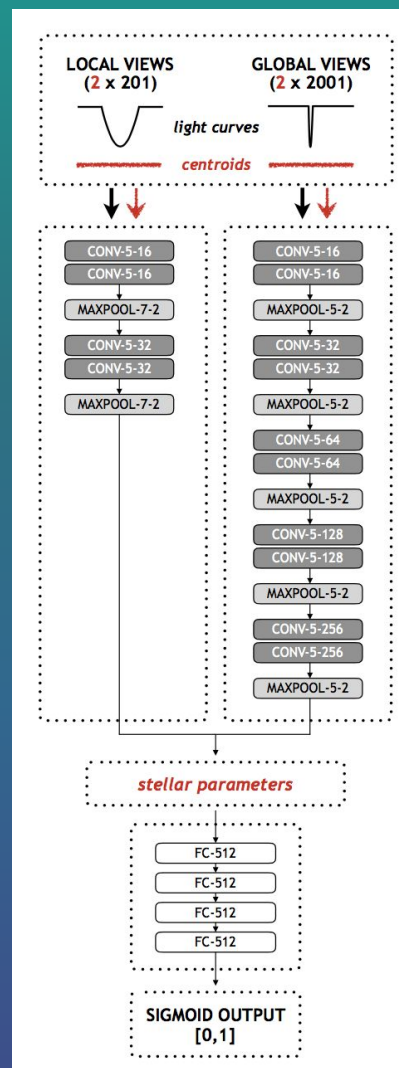 LOCAL VIEWS
(2 x 201)
GLOBAL VIEWS
(2 x 2001)
light curves
centroids
CONV-5-16
CONV-5-16
MAXPOOL-7-2
CONV-5-32
CONV-5-32
MAXPOOL-7-2
CONV-5-16
CONV-5-16
MAXPOOL-5-2
CONV-5-32
CONV-5-32
MAXPOOL-5-2
CONV-5-64
CONV-5-64
MAXPOOL-5-2
CONV-5-128
CONV-5-128
MAXPOOL-5-2
CONV-5-256
CONV-5-256
MAXPOOL-5-2
stellar parameters
FC-512
FC-512
FC-512
FC-512
SIGMOID OUTPUT
[0,1]